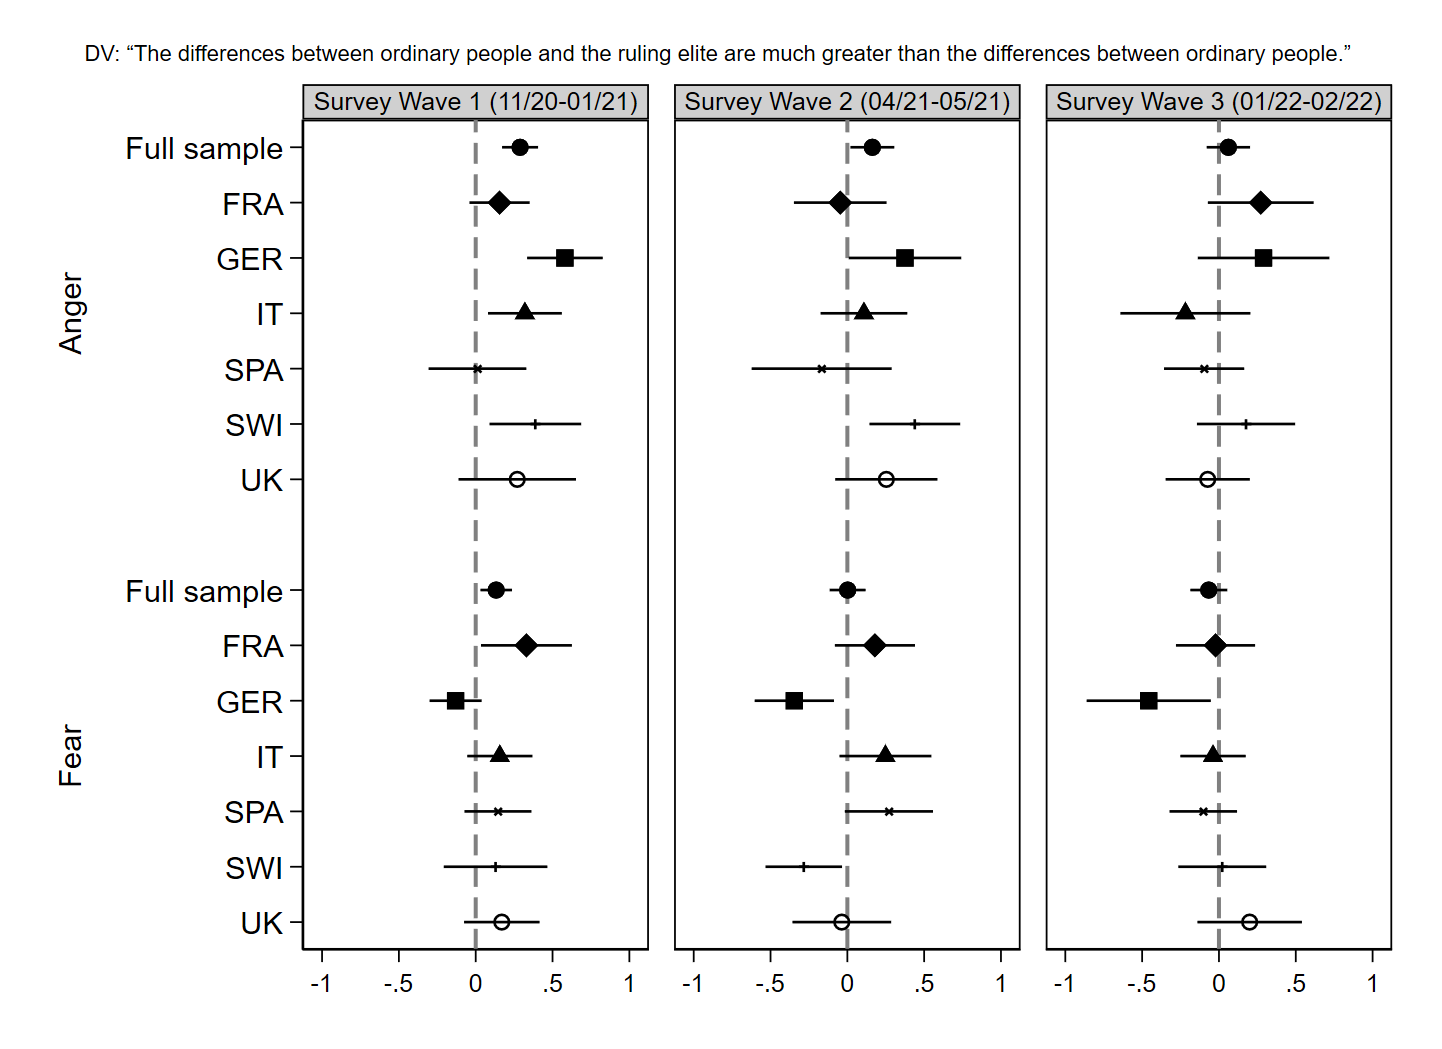 DV: “The differences between ordinary people and the ruling elite are much greater than the differences between ordinary people.”
Survey Wave 1 (11/20-01/21)
Survey Wave 2 (04/21-05/21)
Survey Wave 3 (01/22-02/22)
Anger
Full sample
FRA
GER
IT
SPA
SWI
UK
Fear
Full sample
FRA
GER
IT
SPA
SWI
UK
-1 -.5 0 .5 1
-1 -.5 0 .5 1
-1 -.5 0 .5 1